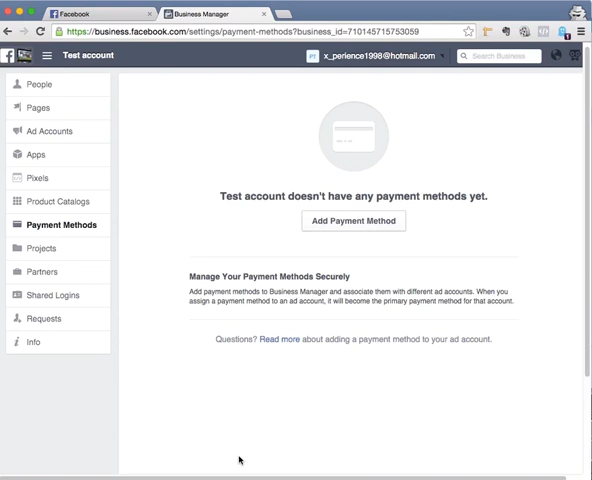 Facebook
Business Manager
https://business.facebook.com/settings/payment-methods?business_id=710145715753059
Test account
PT x_perience1998@hotmail.com
Search Business
People
Pages
Ad Accounts
Apps
Pixels
Product Catalogs
Payment Methods
Projects
Partners
Shared Logins
Requests
Info
Test account doesn't have any payment methods yet.
Add Payment Method
Manage Your Payment Methods Securely
Add payment methods to Business Manager and associate them with different ad accounts. When you
assign a payment method to an ad account, it will become the primary payment method for that account.
Questions? Read more about adding a payment method to your ad account.